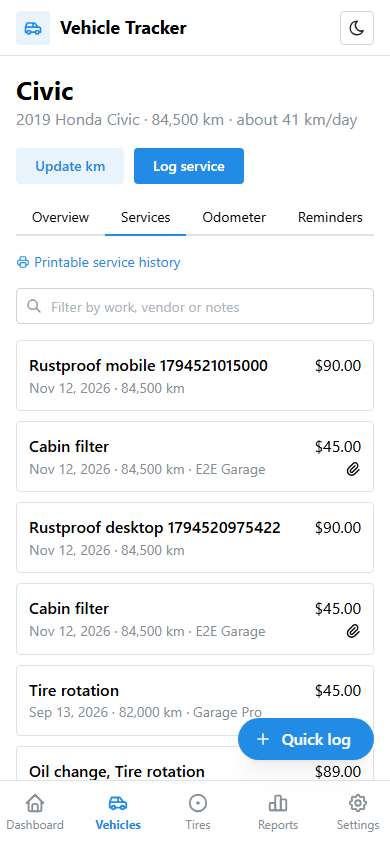 Vehicle Tracker
Civic
2019 Honda Civic · 84,500 km · about 41 km/day
Update km
Log service
Overview
Services
Odometer
Reminders
Printable service history
Filter by work, vendor or notes
Rustproof mobile 1794521015000
$90.00
Nov 12, 2026 · 84,500 km
Cabin filter
$45.00
Nov 12, 2026 · 84,500 km · E2E Garage
Rustproof desktop 1794520975422
$90.00
Nov 12, 2026 · 84,500 km
Cabin filter
$45.00
Nov 12, 2026 · 84,500 km · E2E Garage
Tire rotation
$45.00
Sep 13, 2026 · 82,000 km · Garage Pro
+ Quick log
Oil change, Tire rotation
$89.00
Dashboard
Vehicles
Tires
Reports
Settings